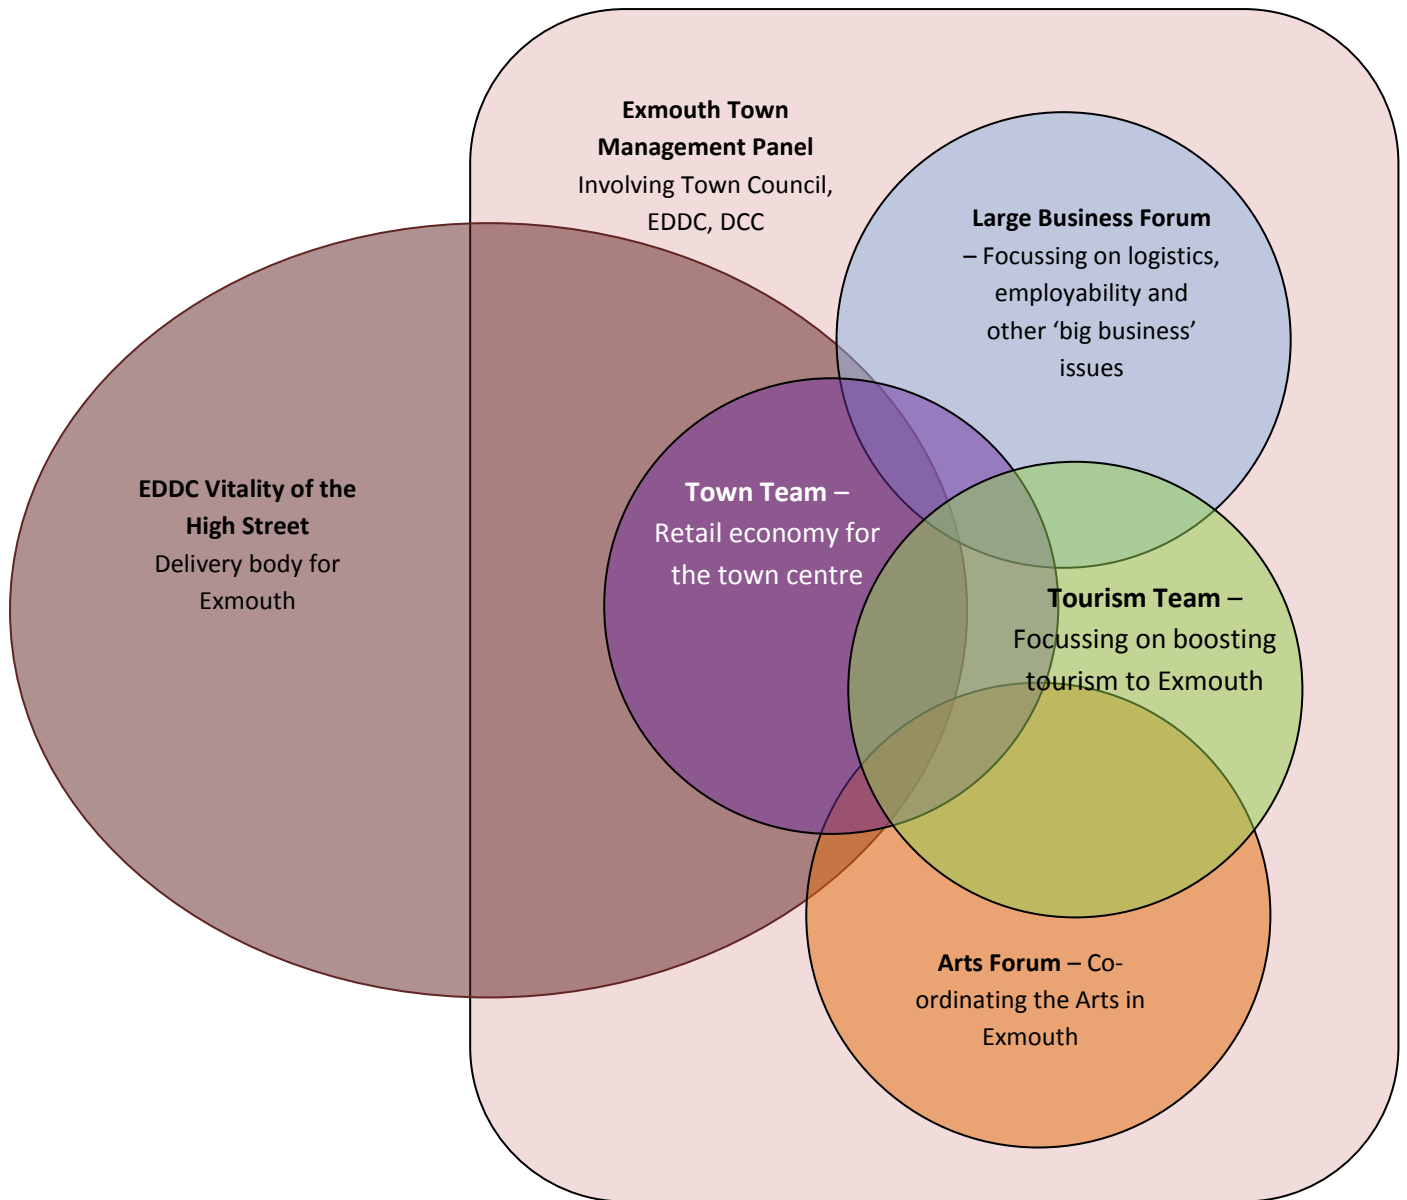 Exmouth Town
Management Panel
Involving Town Council,
EDDC, DCC
Large Business Forum
– Focussing on logistics,
employability and
other ‘big business’
issues
EDDC Vitality of the
High Street
Delivery body for
Exmouth
Town Team –
Retail economy for
the town centre
Tourism Team –
Focussing on boosting
tourism to Exmouth
Arts Forum – Co-
ordinating the Arts in
Exmouth